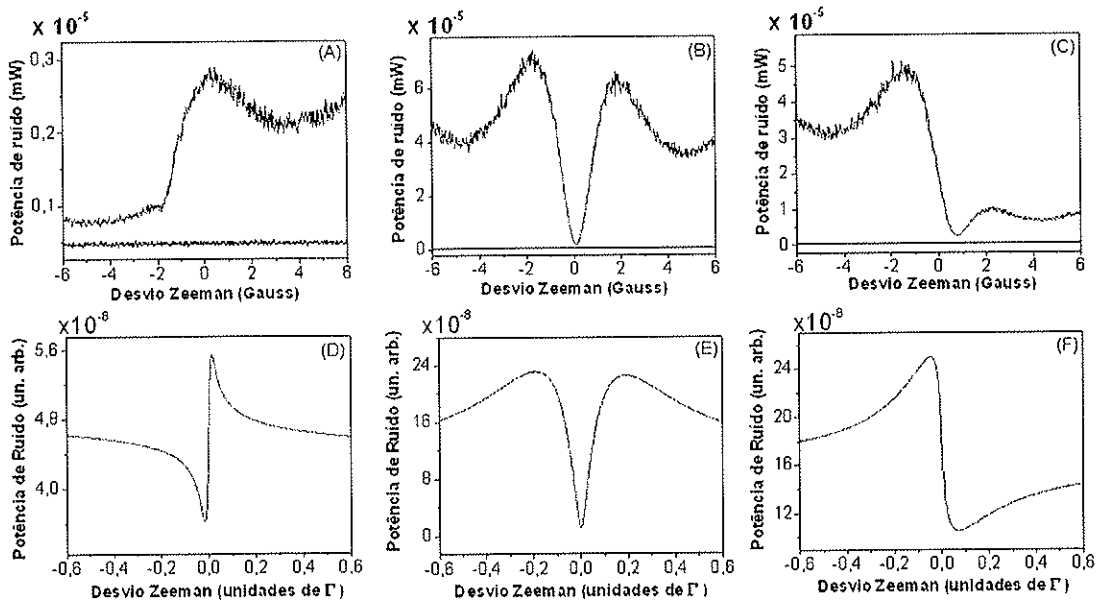 X 10-5
(A)
Potência de ruído (mW)
0,3
0,2
0,1
-6 -4 -2 0 2 4 6
Desvio Zeeman (Gauss)
X 10-5
(B)
Potência de ruído (mW)
6
4
2
0
-6 -4 -2 0 2 4 6
Desvio Zeeman (Gauss)
X 10-5
(C)
Potência de ruído (mW)
5
4
3
2
1
0
-6 -4 -2 0 2 4 6
Desvio Zeeman (Gauss)
X10-8
(D)
Potência de Ruído (un. arb.)
5,6
4,8
4,0
-0,6 -0,4 -0,2 0,0 0,2 0,4 0,6
Desvio Zeeman (unidades de Γ)
X10-8
(E)
Potência de Ruído (un. arb.)
24
16
8
0
-0,6 -0,4 -0,2 0,0 0,2 0,4 0,6
Desvio Zeeman (unidades de Γ)
X10-8
(F)
Potência de Ruído (un. arb.)
24
20
16
12
-0,6 -0,4 -0,2 0,0 0,2 0,4 0,6
Desvio Zeeman (unidades de Γ)